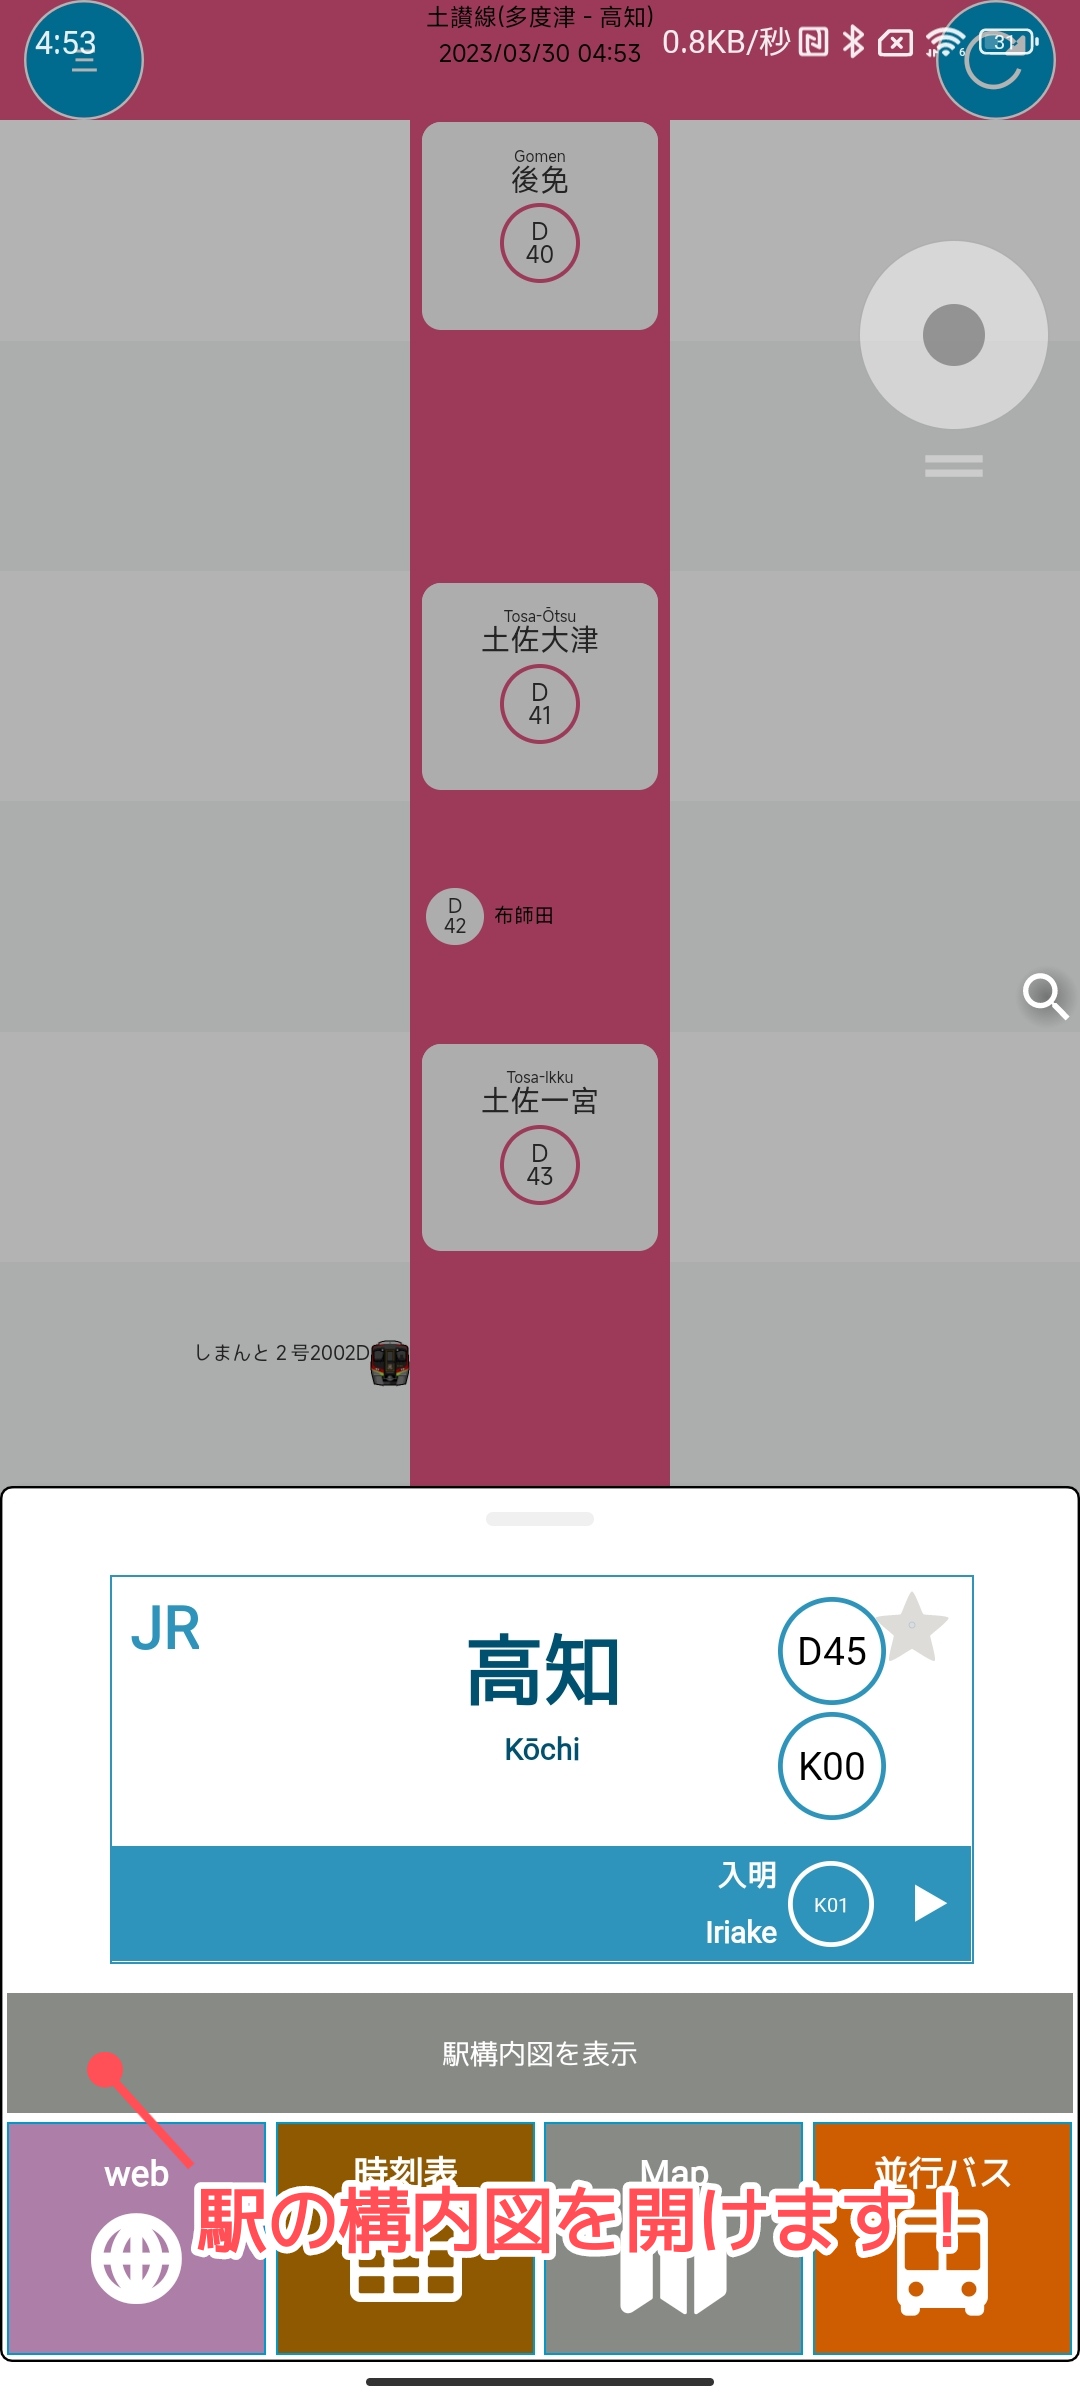 土讃線(多度津 - 高知)
4:53
2023/03/30 04:53
0.8KB/秒
31
Gomen
後免
D
40
Tosa-Ōtsu
土佐大津
D
41
D
42
布師田
Tosa-Ikku
土佐一宮
D
43
しまんと２号2002D
JR
高知
Kōchi
D45
K00
入明
Iriake
K01
駅構内図を表示
web
時刻表
Map
並行バス
駅の構内図を開けます！